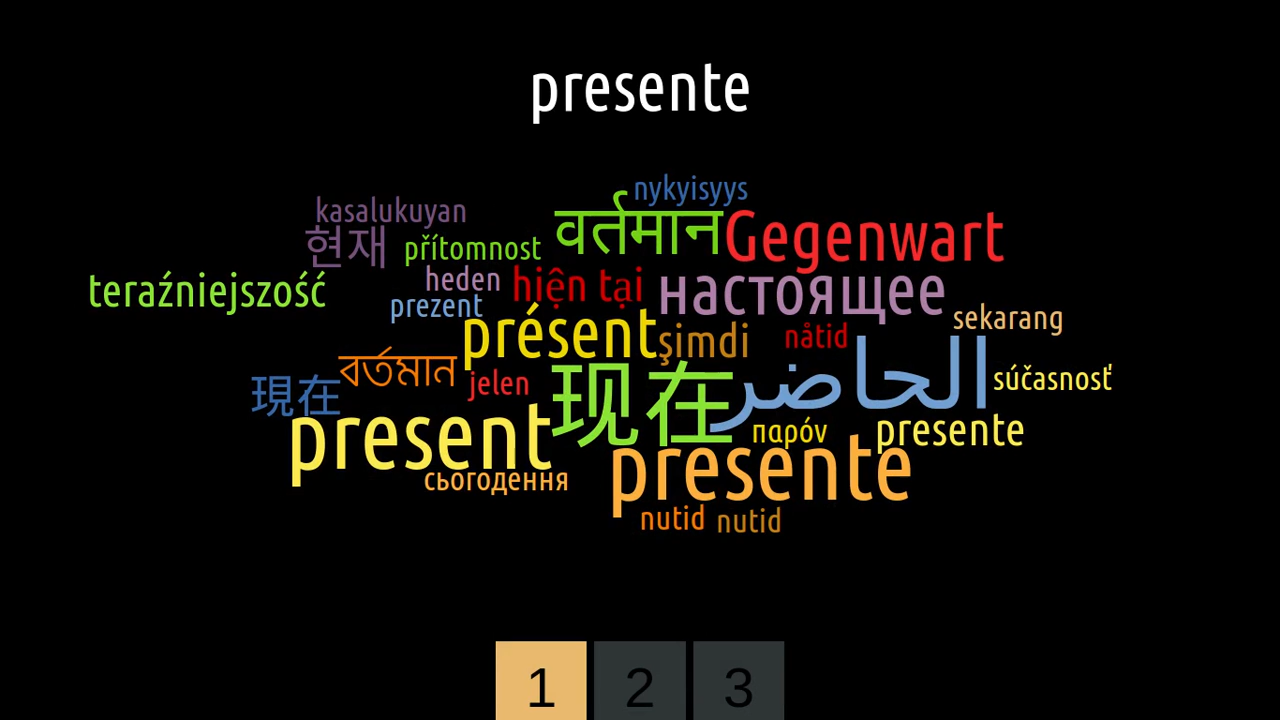 presente
nykyisyys
kasalukuyan
वर्तमान
Gegenwart
현재
přítomnost
heden
hiện tại
настоящее
teraźniejszość
prezent
sekarang
présent
şimdi
nåtid
বর্তমান
jelen
现在
الحاضر
súčasnosť
現在
present
παρόν
presente
сьогодення
presente
nutid
nutid
1 2 3